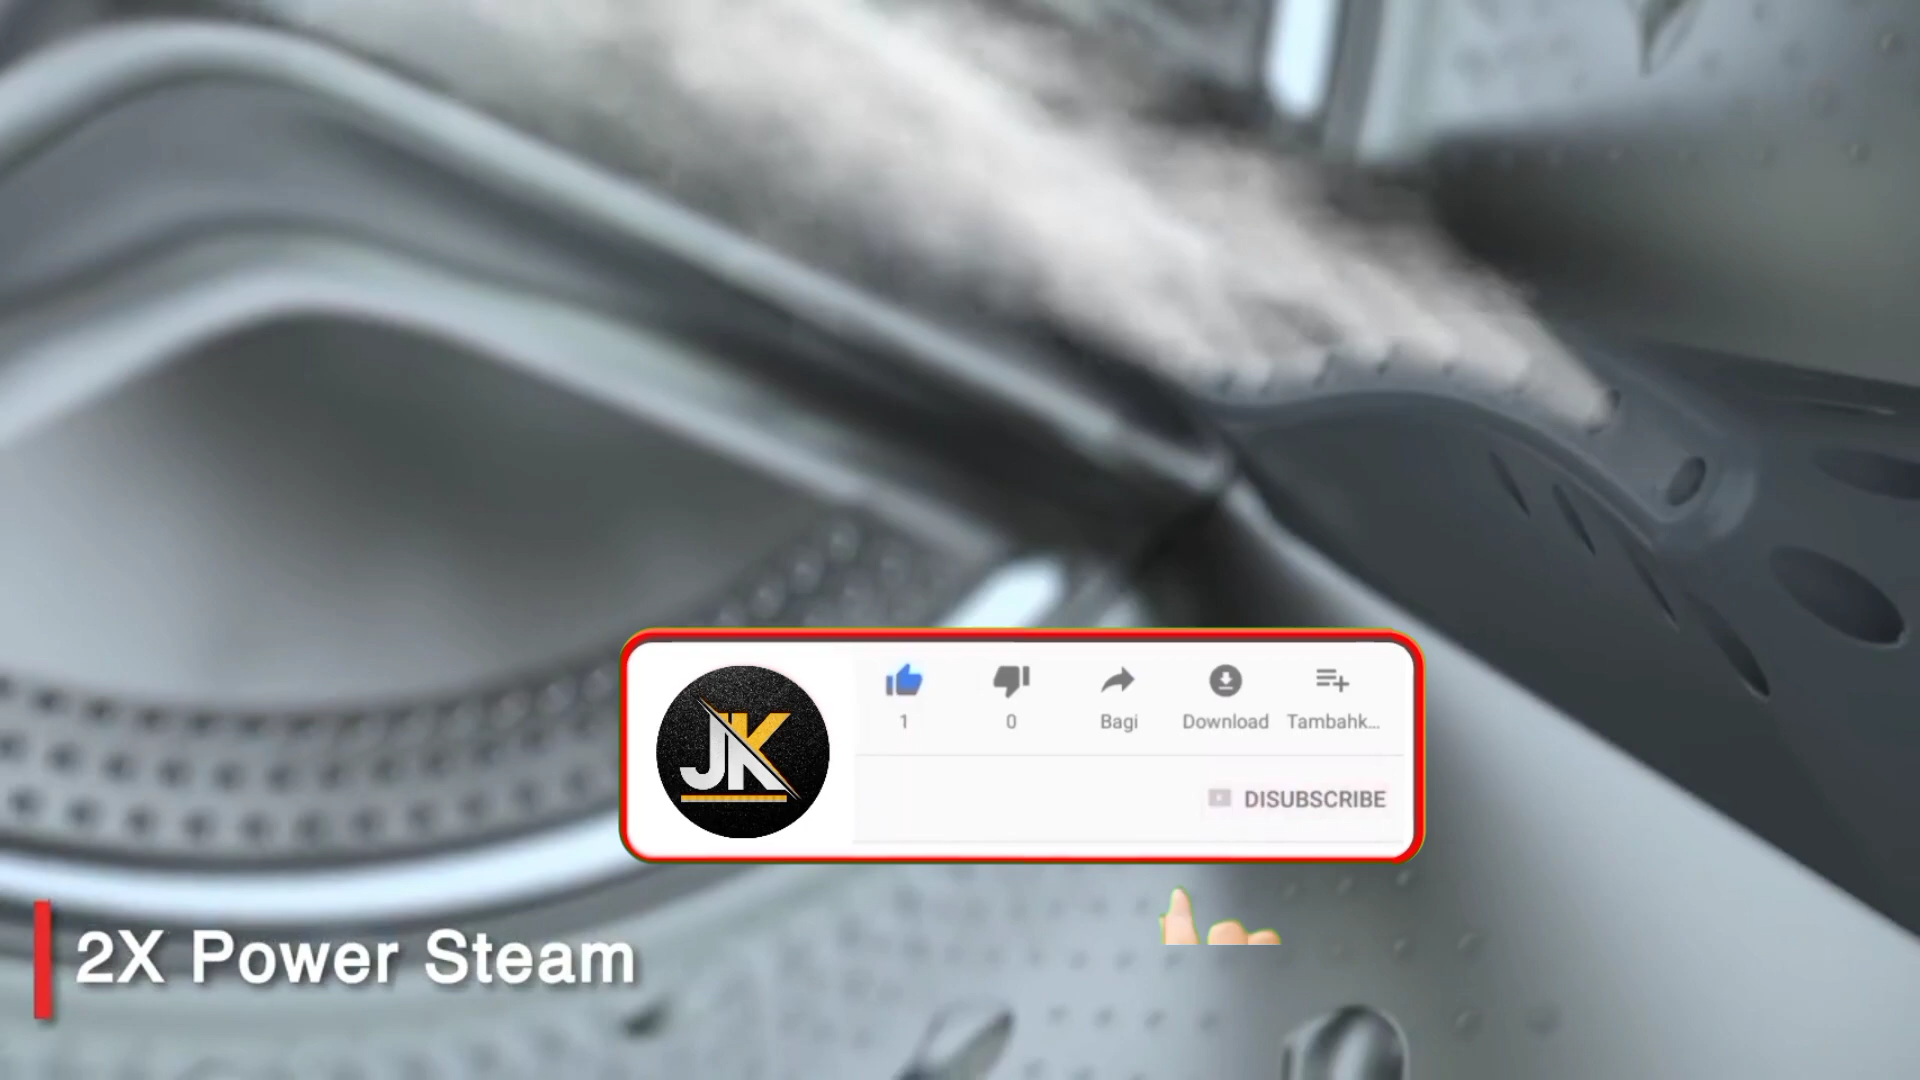 JK
1
0
Bagi
Download
Tambahk...
DISUBSCRIBE
2X Power Steam